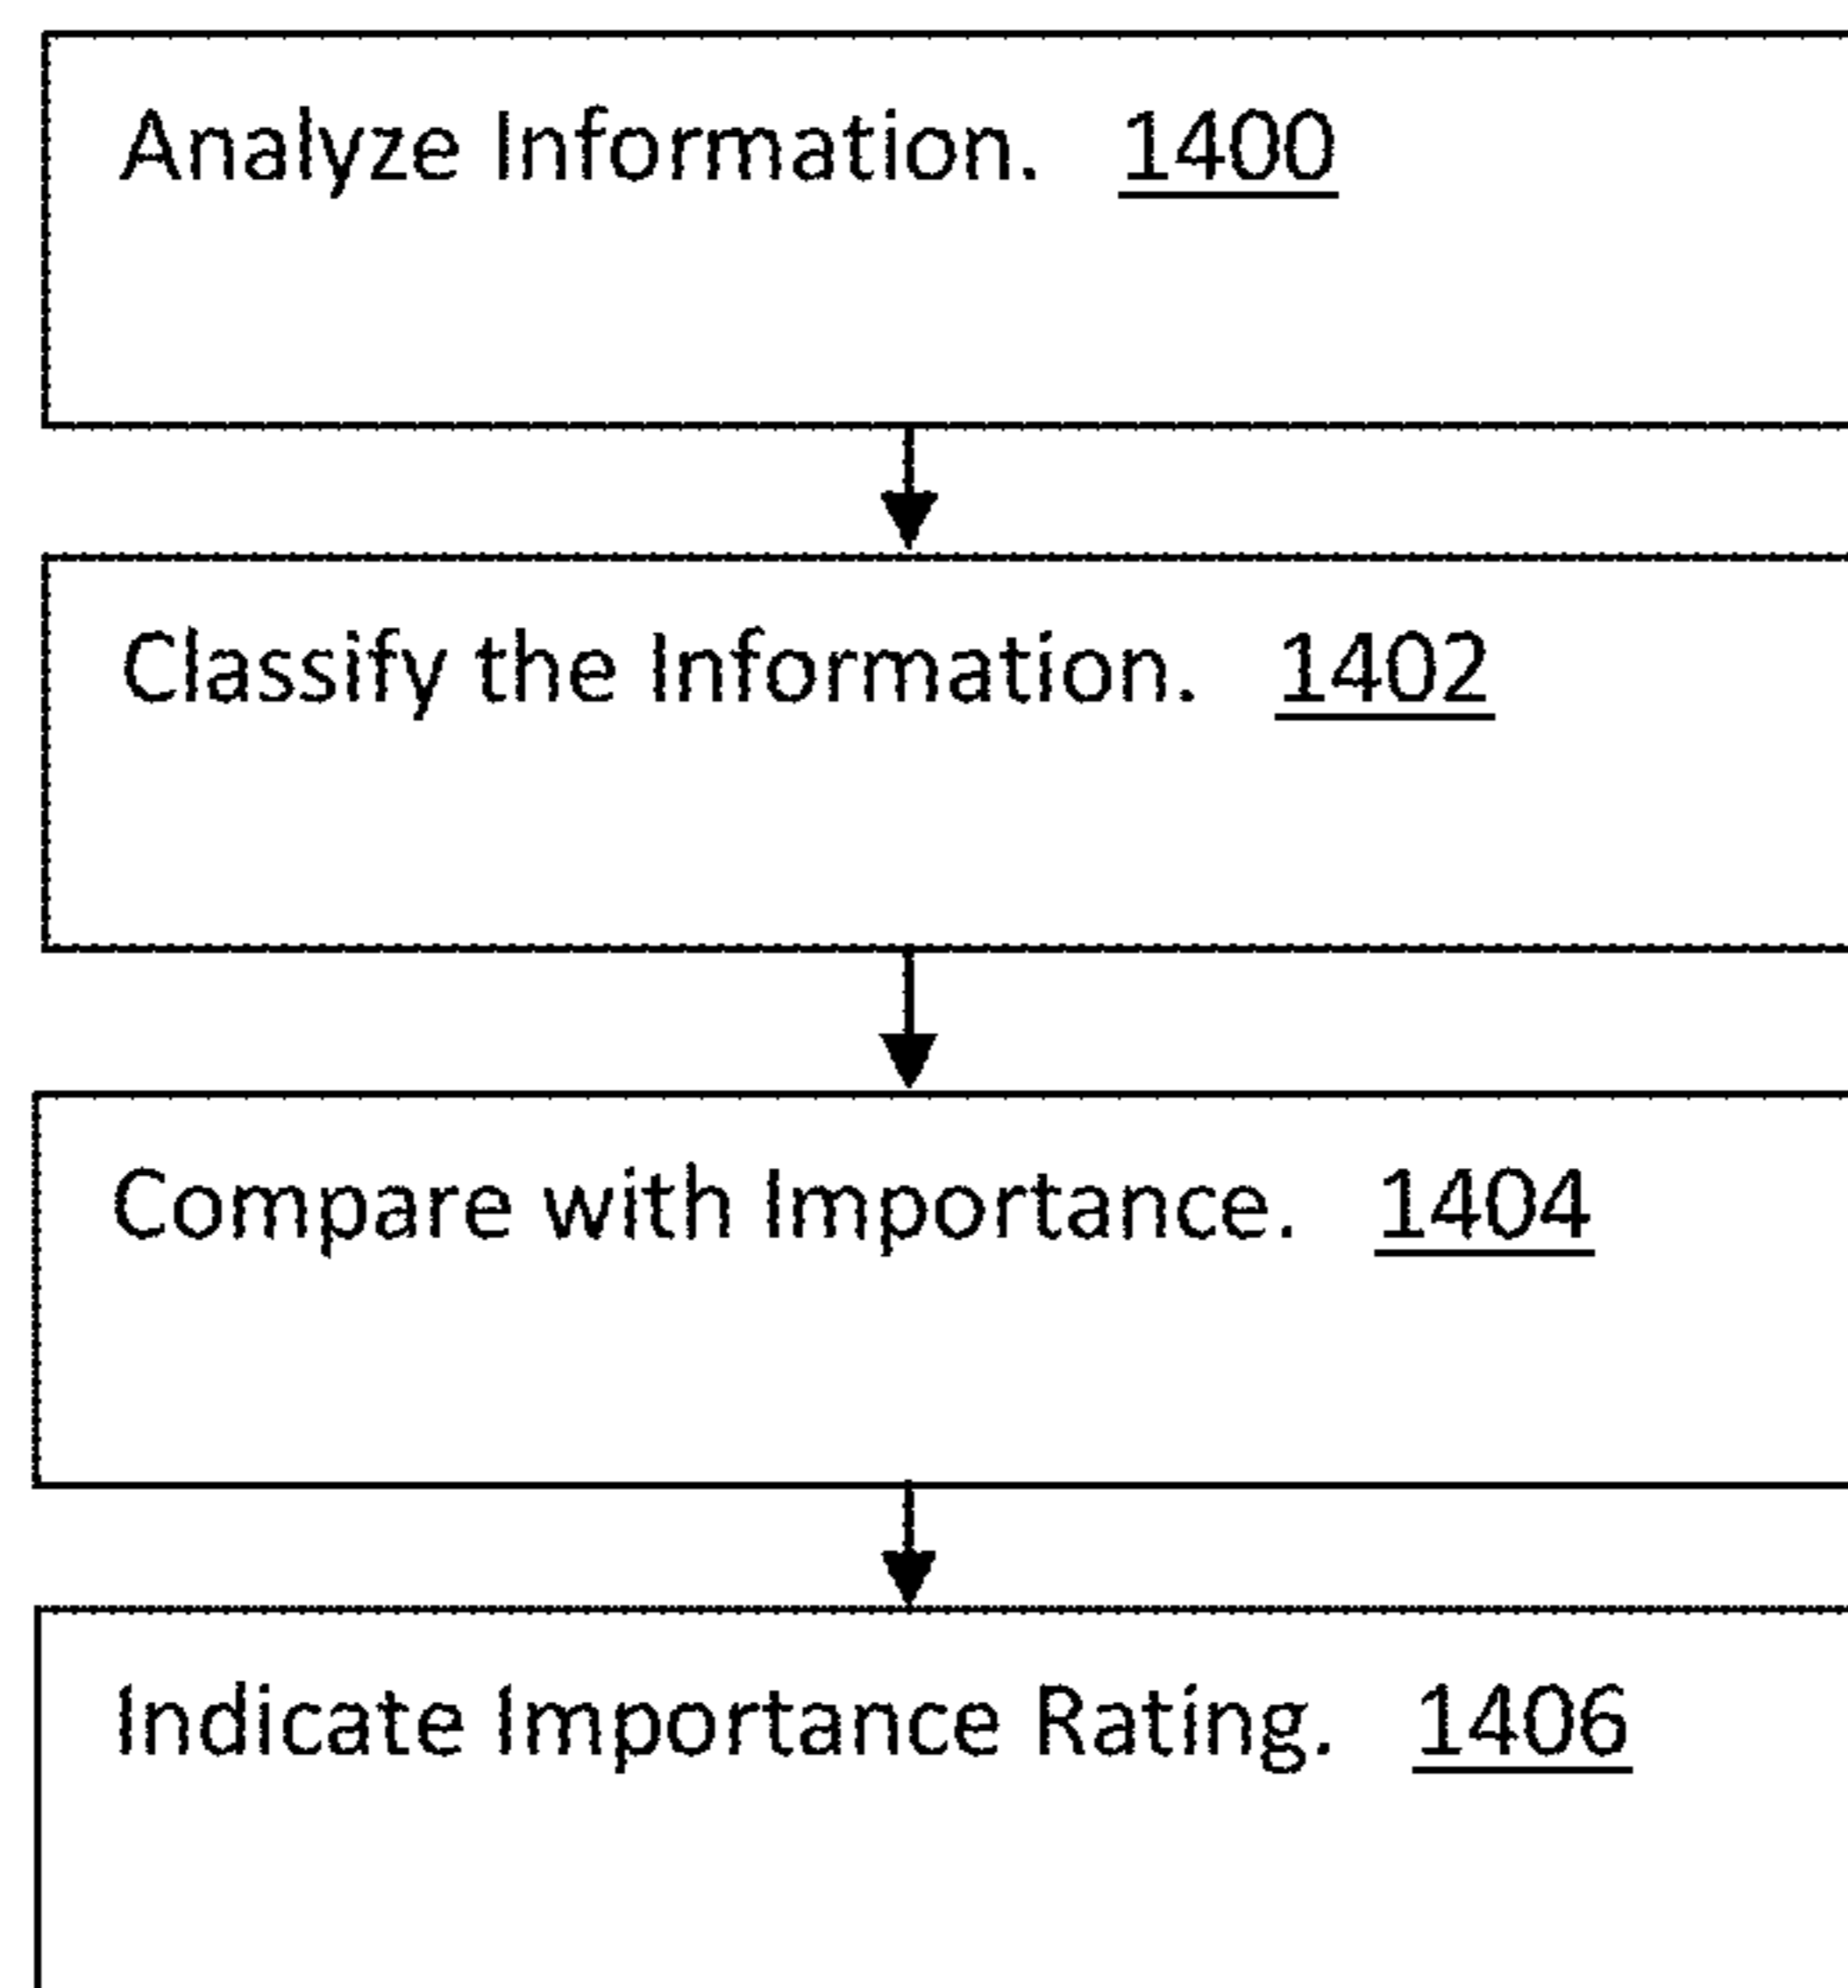 Analyze Information. 1400
Classify the Information. 1402
Compare with Importance. 1404
Indicate Importance Rating. 1406